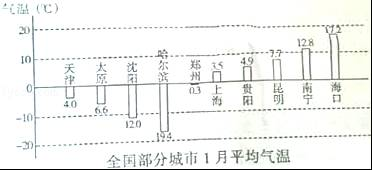 气温 (℃)
20
10
0
-10
-20
天津
4.0
太原
6.6
沈阳
12.0
哈尔滨
19.4
郑州
0.3
上海
3.5
贵阳
4.9
昆明
7.7
南宁
12.8
海口
17.2
全国部分城市1月平均气温